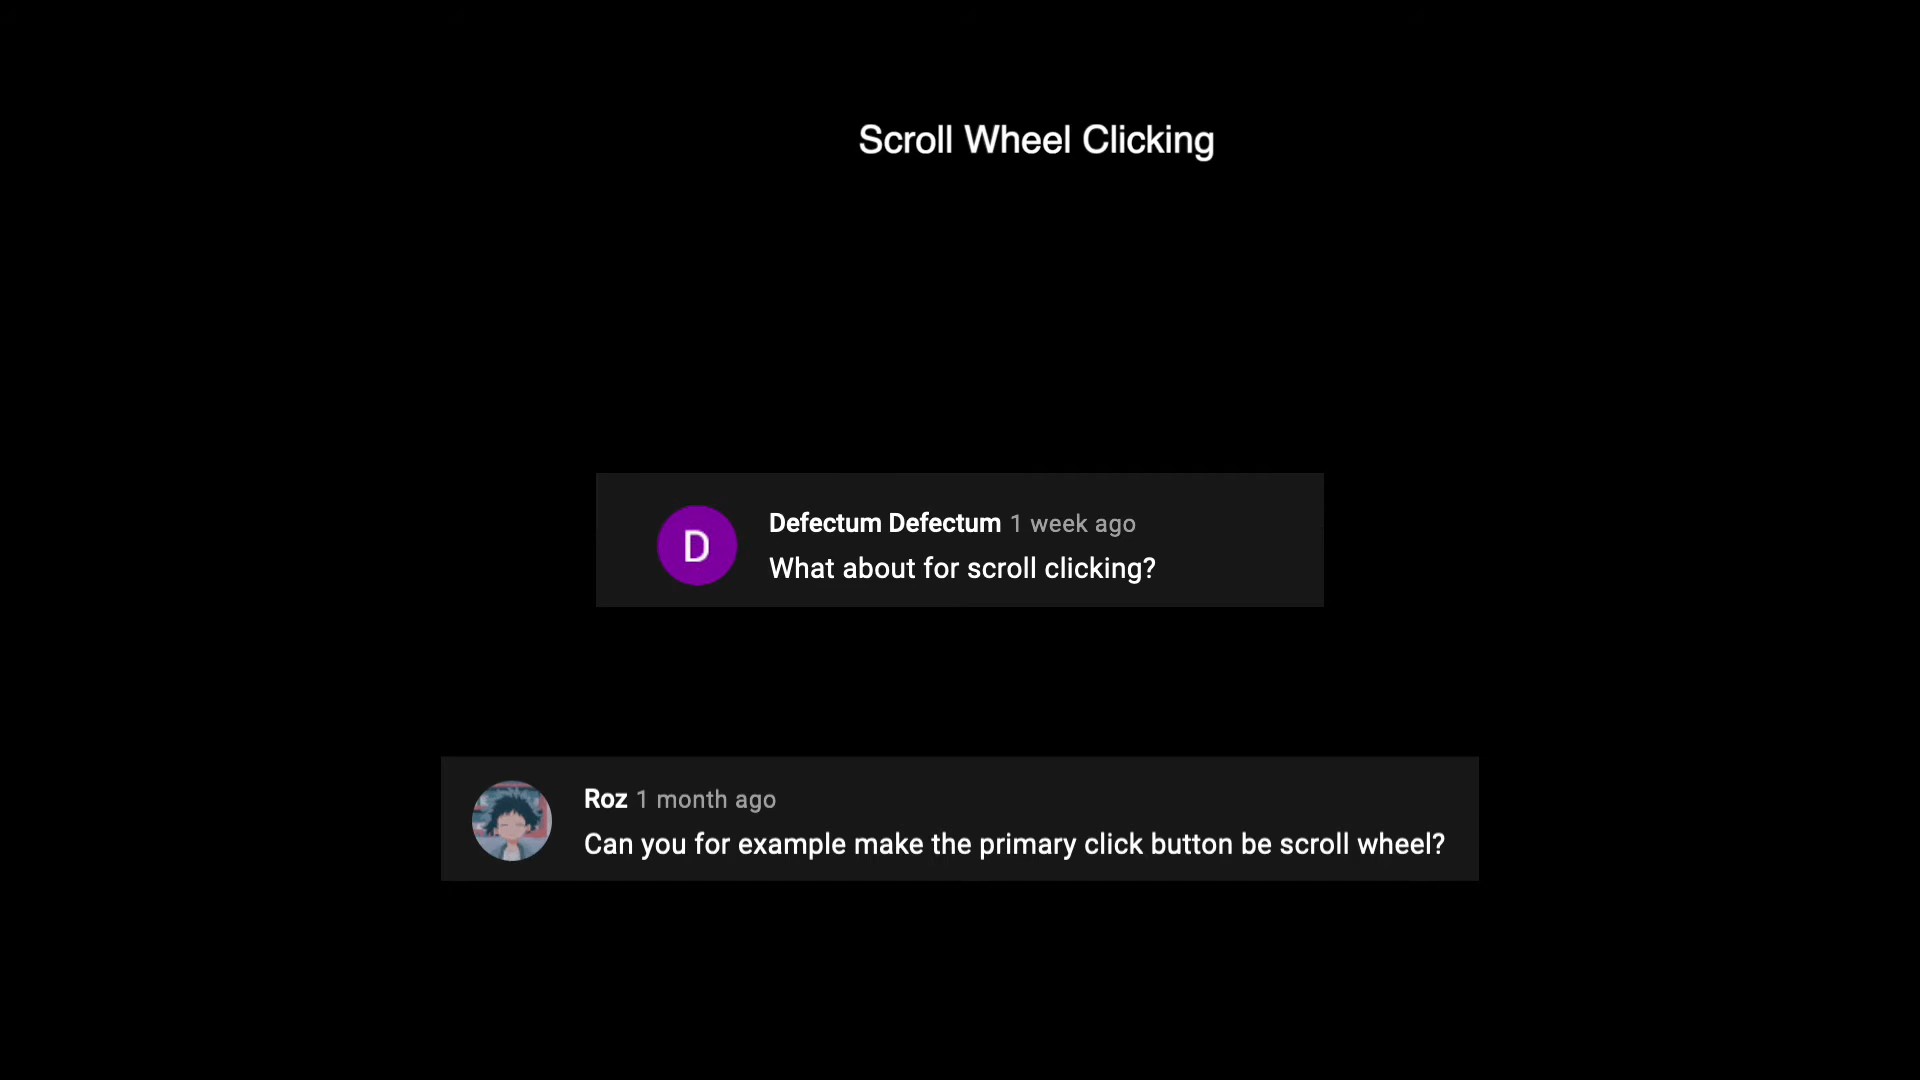 Scroll Wheel Clicking
D
Defectum Defectum 1 week ago
What about for scroll clicking?
Roz 1 month ago
Can you for example make the primary click button be scroll wheel?